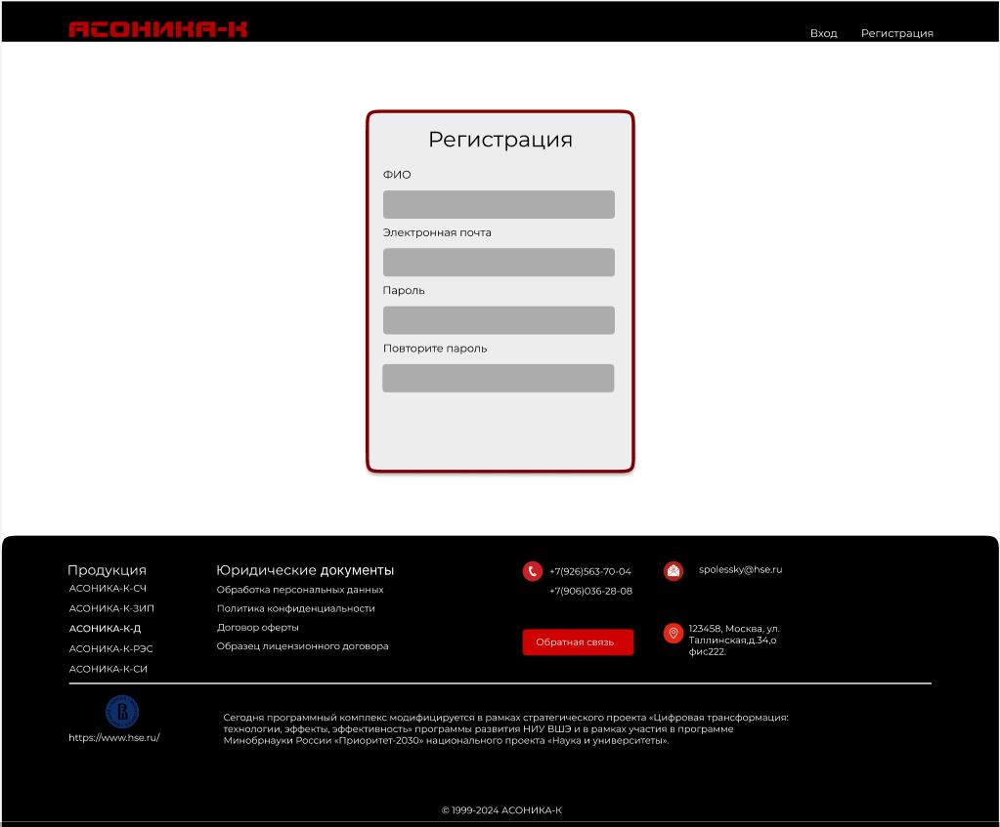 АСОНИКА-К
Вход Регистрация
Регистрация
ФИО
Электронная почта
Пароль
Повторите пароль
Продукция
АСОНИКА-К-СЧ
АСОНИКА-К-ЗИП
АСОНИКА-К-Д
АСОНИКА-К-РЭС
АСОНИКА-К-СИ
Юридические документы
Обработка персональных данных
Политика конфиденциальности
Договор оферты
Образец лицензионного договора
+7(926)563-70-04
+7(906)036-28-08
Обратная связь
spolessky@hse.ru
123458, Москва, ул.
Таллинская,д.34,о
фис222.
https://www.hse.ru/
Сегодня программный комплекс модифицируется в рамках стратегического проекта «Цифровая трансформация:
технологии, эффекты, эффективность» программы развития НИУ ВШЭ и в рамках участия в программе
Минобрнауки России «Приоритет-2030» национального проекта «Наука и университеты».
© 1999-2024 АСОНИКА-К